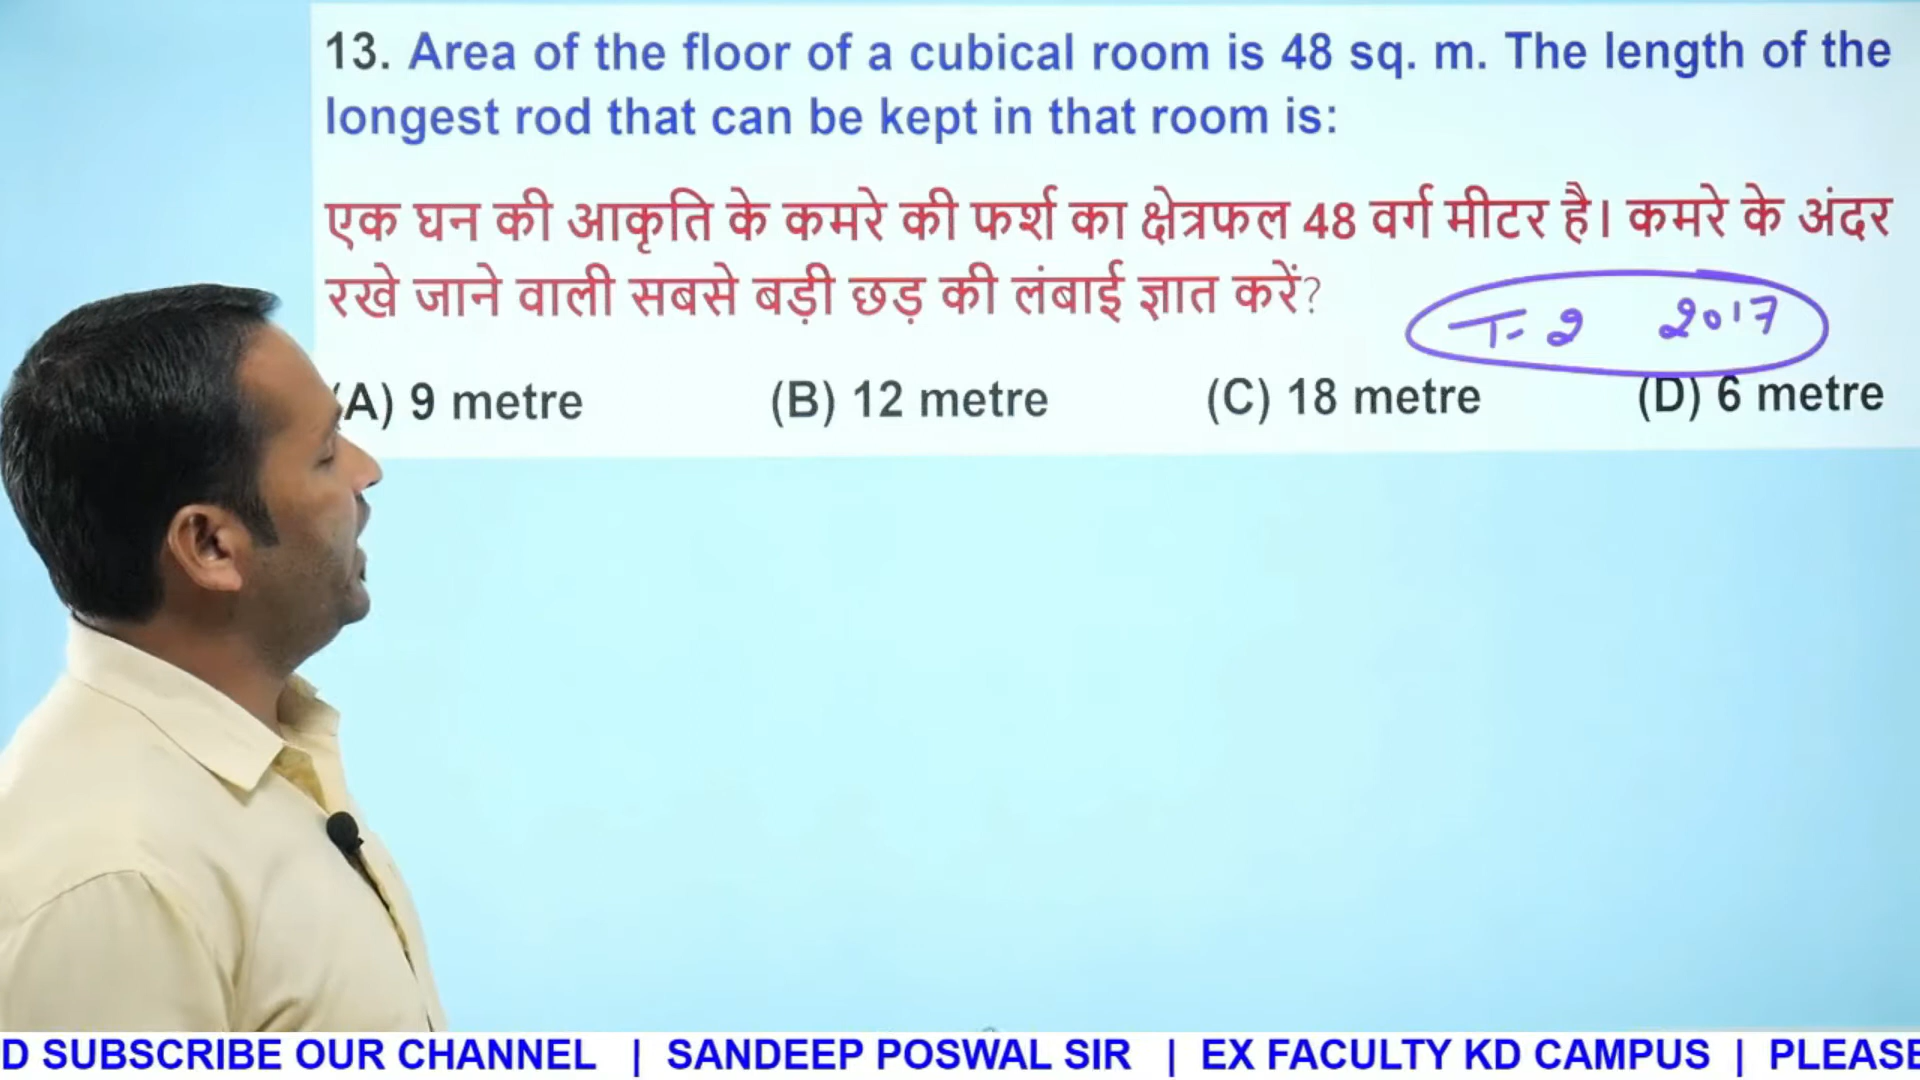 13. Area of the floor of a cubical room is 48 sq. m. The length of the
longest rod that can be kept in that room is:
एक घन की आकृति के कमरे की फर्श का क्षेत्रफल 48 वर्ग मीटर है। कमरे के अंदर
रखे जाने वाली सबसे बड़ी छड़ की लंबाई ज्ञात करें?
T-2 2017
(A) 9 metre (B) 12 metre (C) 18 metre (D) 6 metre
D SUBSCRIBE OUR CHANNEL | SANDEEP POSWAL SIR | EX FACULTY KD CAMPUS | PLEASE